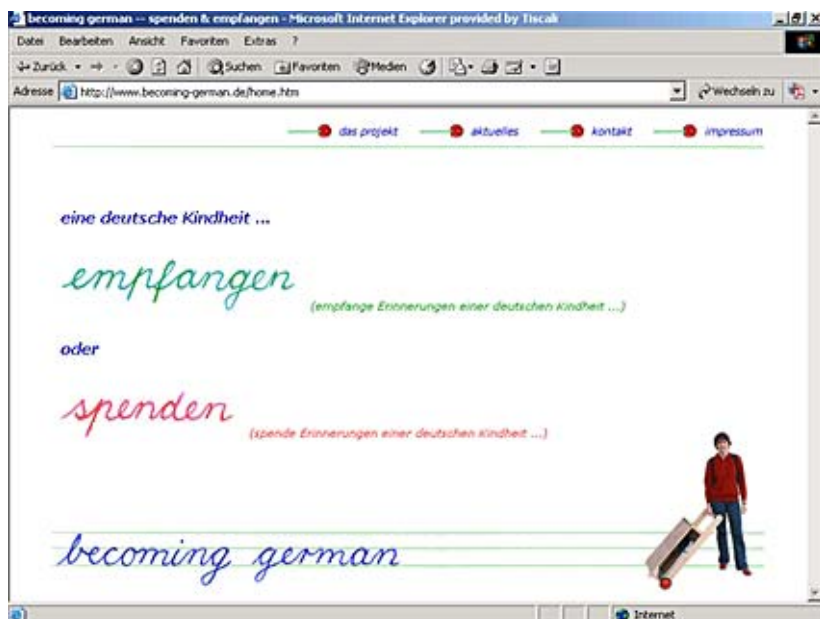 becoming german -- spenden & empfangen - Microsoft Internet Explorer provided by Tiscali
Datei Bearbeiten Ansicht Favoriten Extras ?
Zurück Suchen Favoriten Medien
Adresse http://www.becoming-german.de/home.htm Wechseln zu
das projekt aktuelles kontakt impressum
eine deutsche Kindheit ...
empfangen
(empfange Erinnerungen einer deutschen Kindheit ...)
oder
spenden
(spende Erinnerungen einer deutschen Kindheit ...)
becoming german
Internet